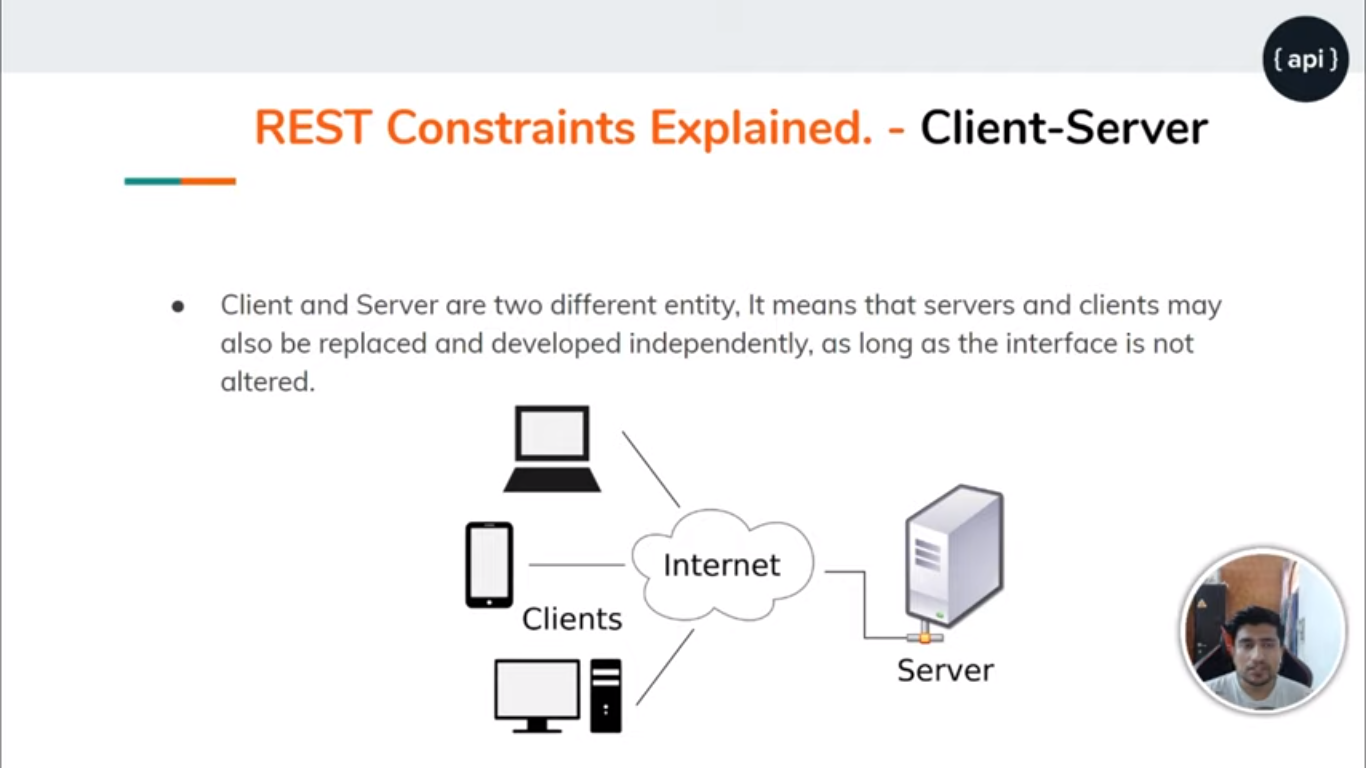 { api }
REST Constraints Explained. - Client-Server
● Client and Server are two different entity, It means that servers and clients may
also be replaced and developed independently, as long as the interface is not
altered.
Internet
Clients
Server